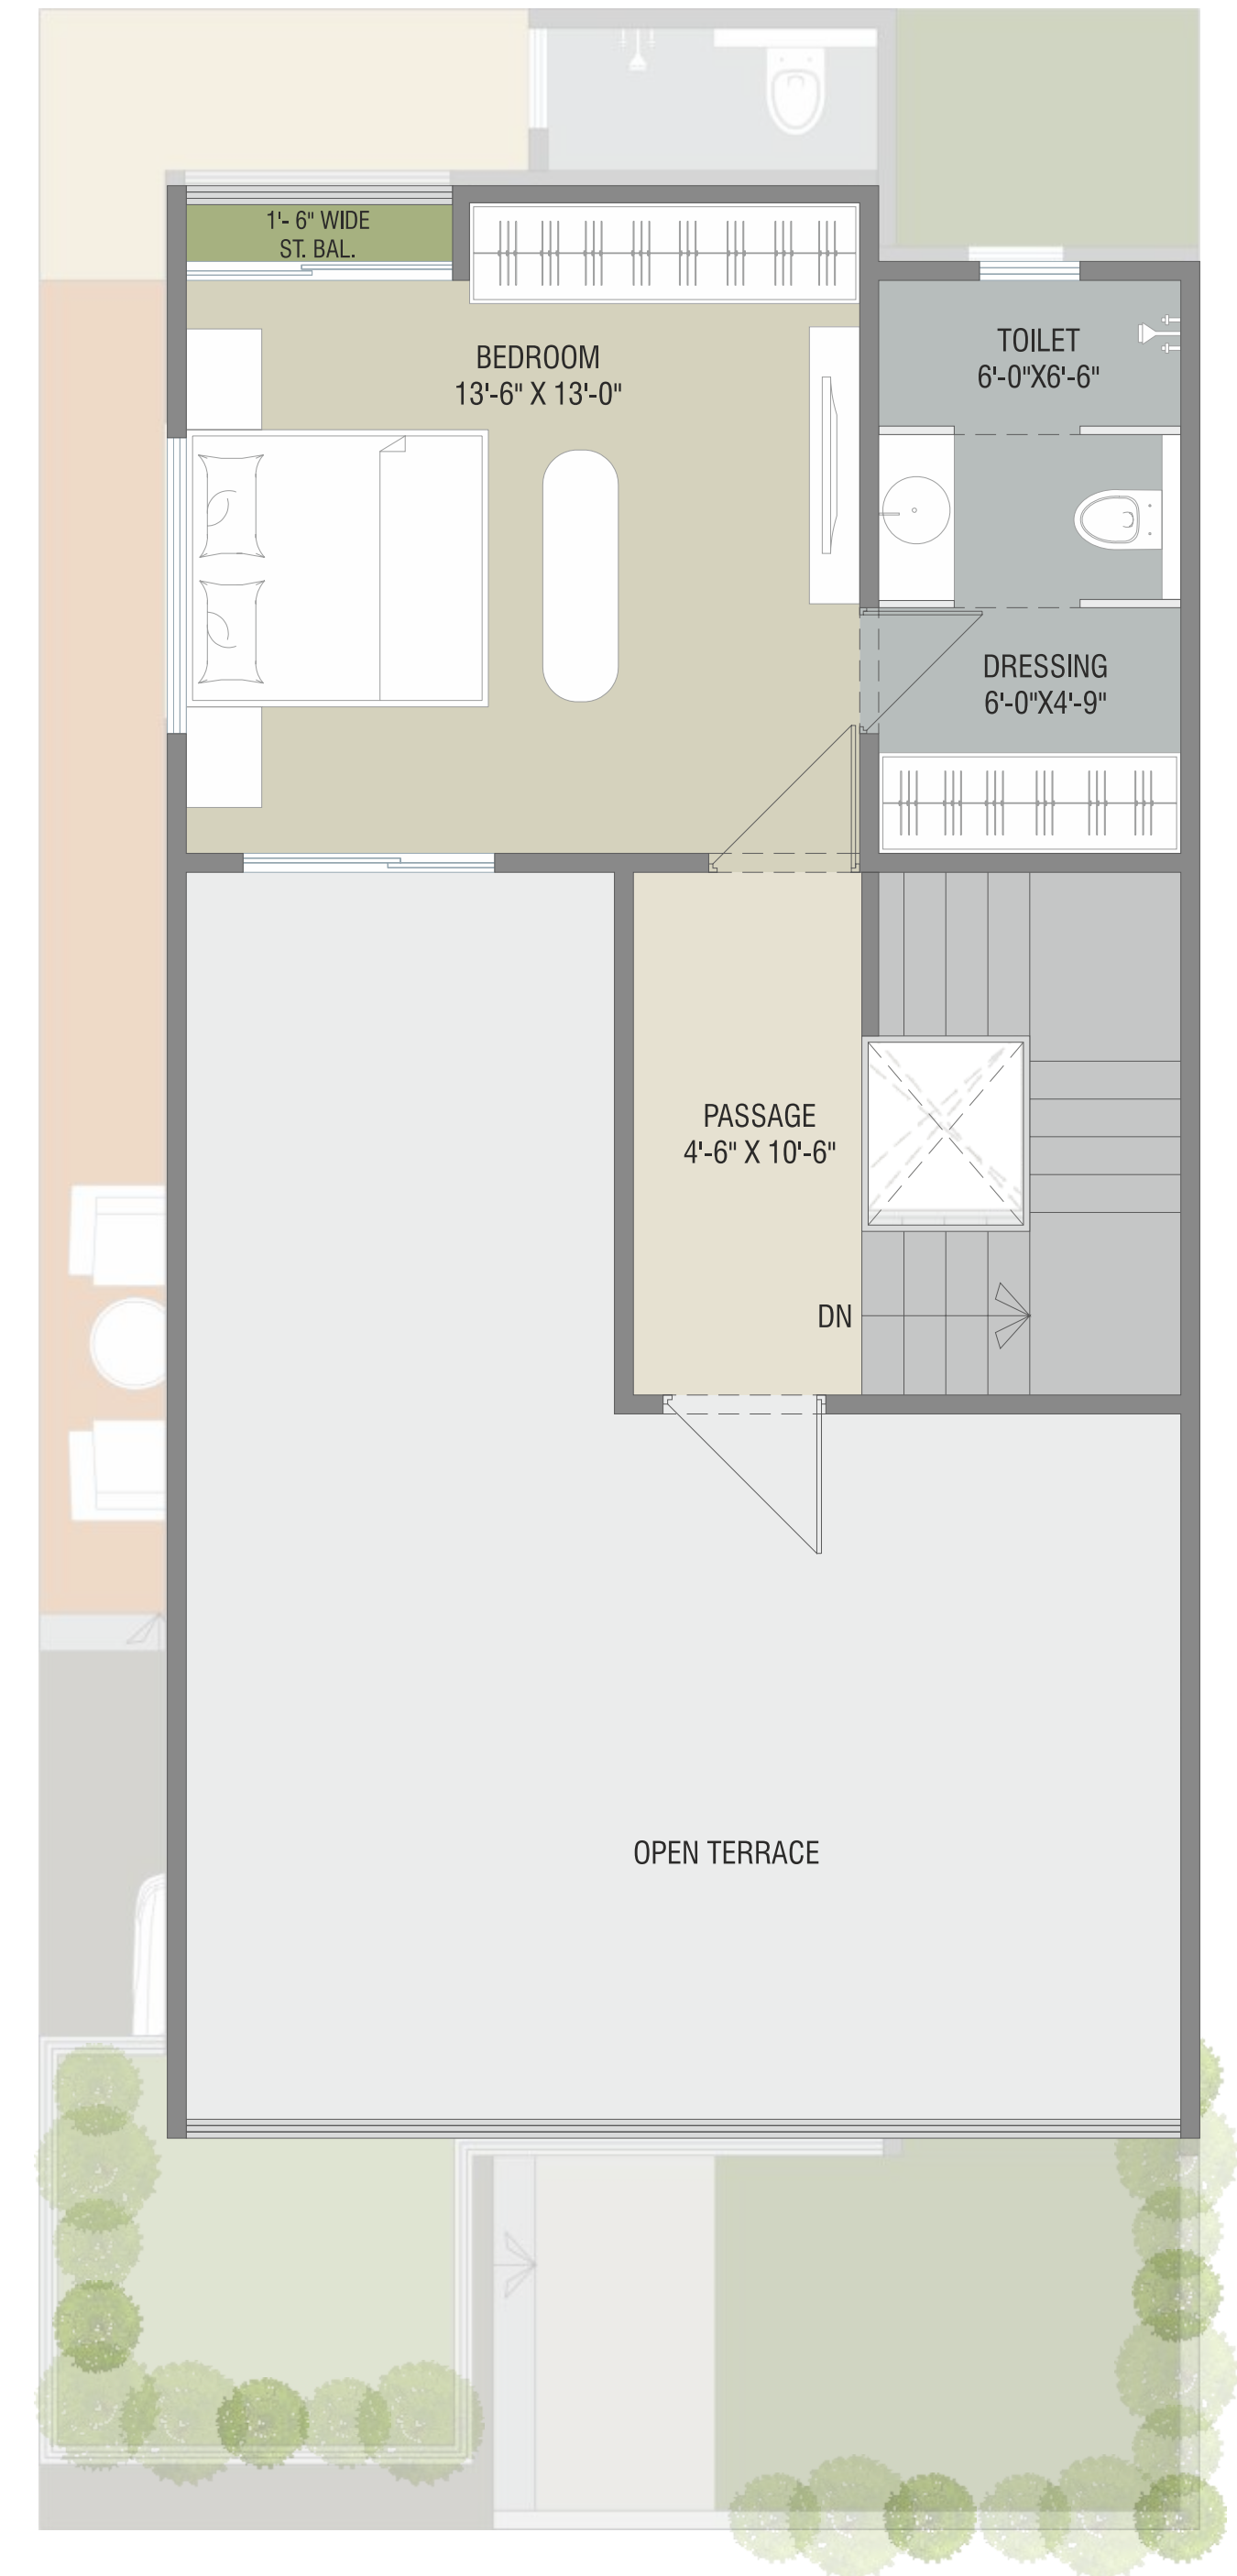 1'- 6" WIDE
ST. BAL.
BEDROOM
13'-6" X 13'-0"
TOILET
6'-0"X6'-6"
DRESSING
6'-0"X4'-9"
PASSAGE
4'-6" X 10'-6"
DN
OPEN TERRACE